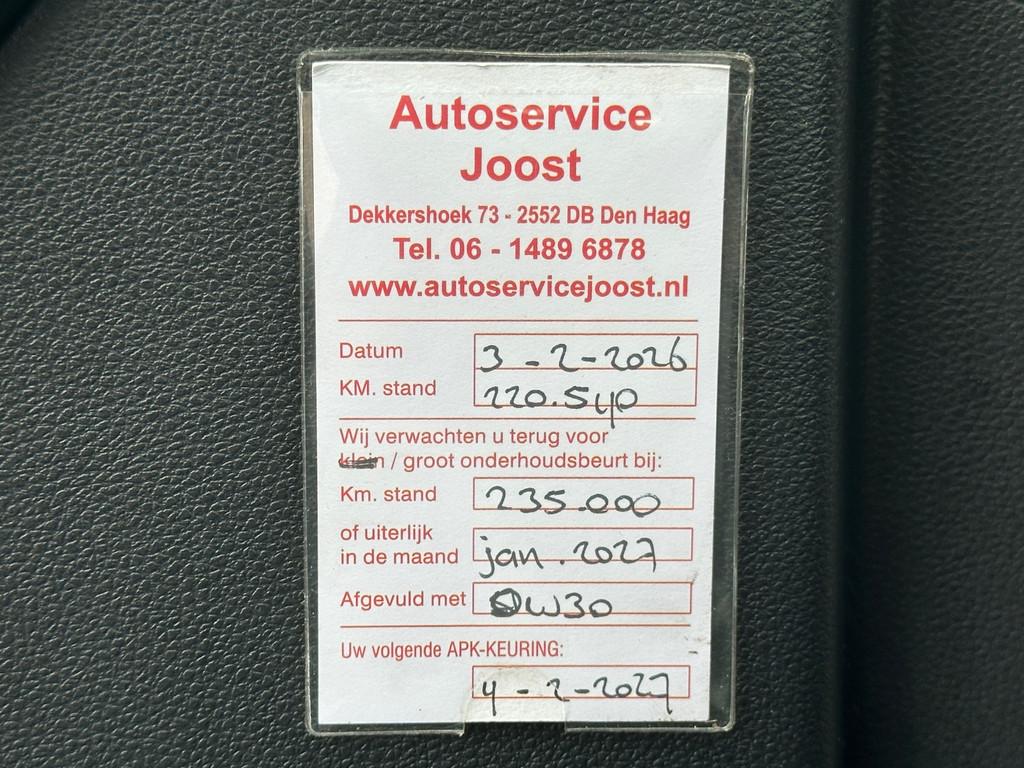 Autoservice
Joost
Dekkershoek 73 - 2552 DB Den Haag
Tel. 06 - 1489 6878
www.autoservicejoost.nl
Datum 3-2-2026
KM. stand 220.540
Wij verwachten u terug voor
klein / groot onderhoudsbeurt bij:
Km. stand 235.000
of uiterlijk
in de maand jan. 2027
Afgevuld met 0W30
Uw volgende APK-KEURING:
4-2-2027